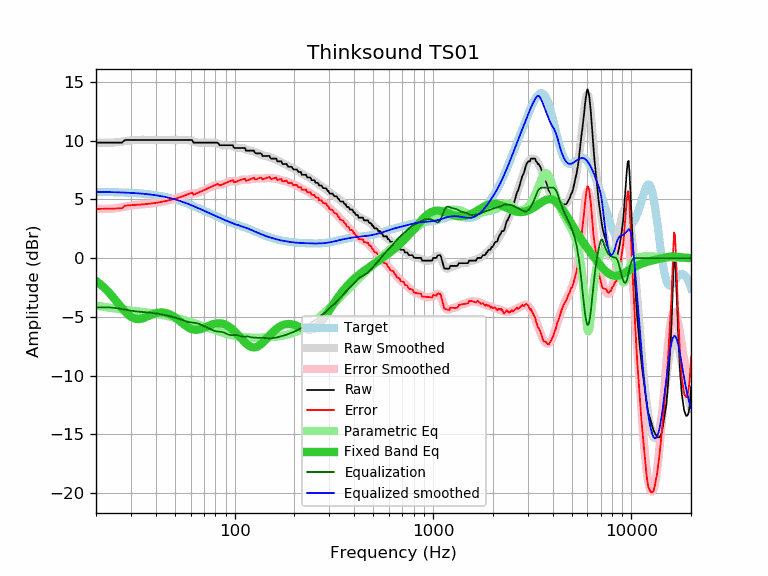 Thinksound TS01
Amplitude (dBr)
15
10
5
0
−5
−10
−15
−20
Target
Raw Smoothed
Error Smoothed
Raw
Error
Parametric Eq
Fixed Band Eq
Equalization
Equalized smoothed
100
1000
10000
Frequency (Hz)